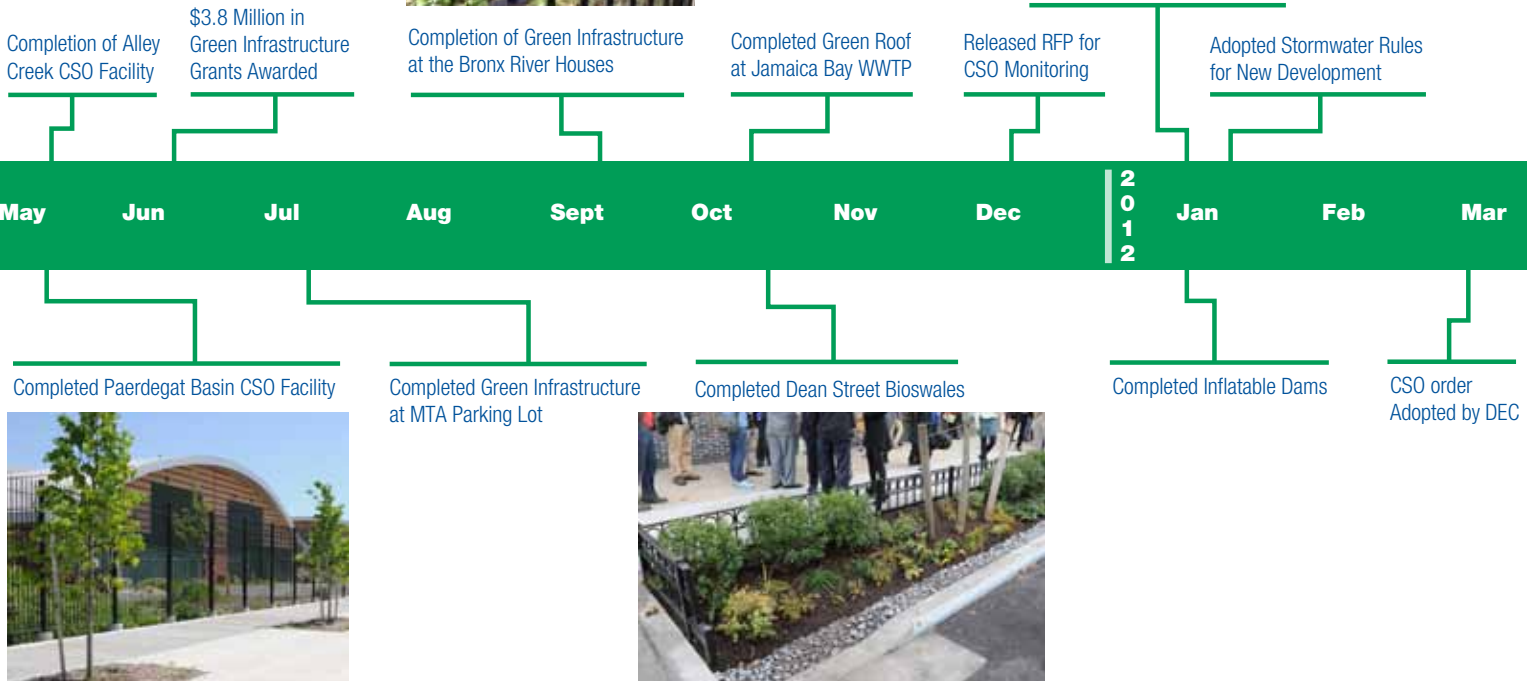 Completion of Alley
Creek CSO Facility
$3.8 Million in
Green Infrastructure
Grants Awarded
Completion of Green Infrastructure
at the Bronx River Houses
Completed Green Roof
at Jamaica Bay WWTP
Released RFP for
CSO Monitoring
Adopted Stormwater Rules
for New Development
May
Jun
Jul
Aug
Sept
Oct
Nov
Dec
2012
Jan
Feb
Mar
Completed Paerdegat Basin CSO Facility
Completed Green Infrastructure
at MTA Parking Lot
Completed Dean Street Bioswales
Completed Inflatable Dams
CSO order
Adopted by DEC